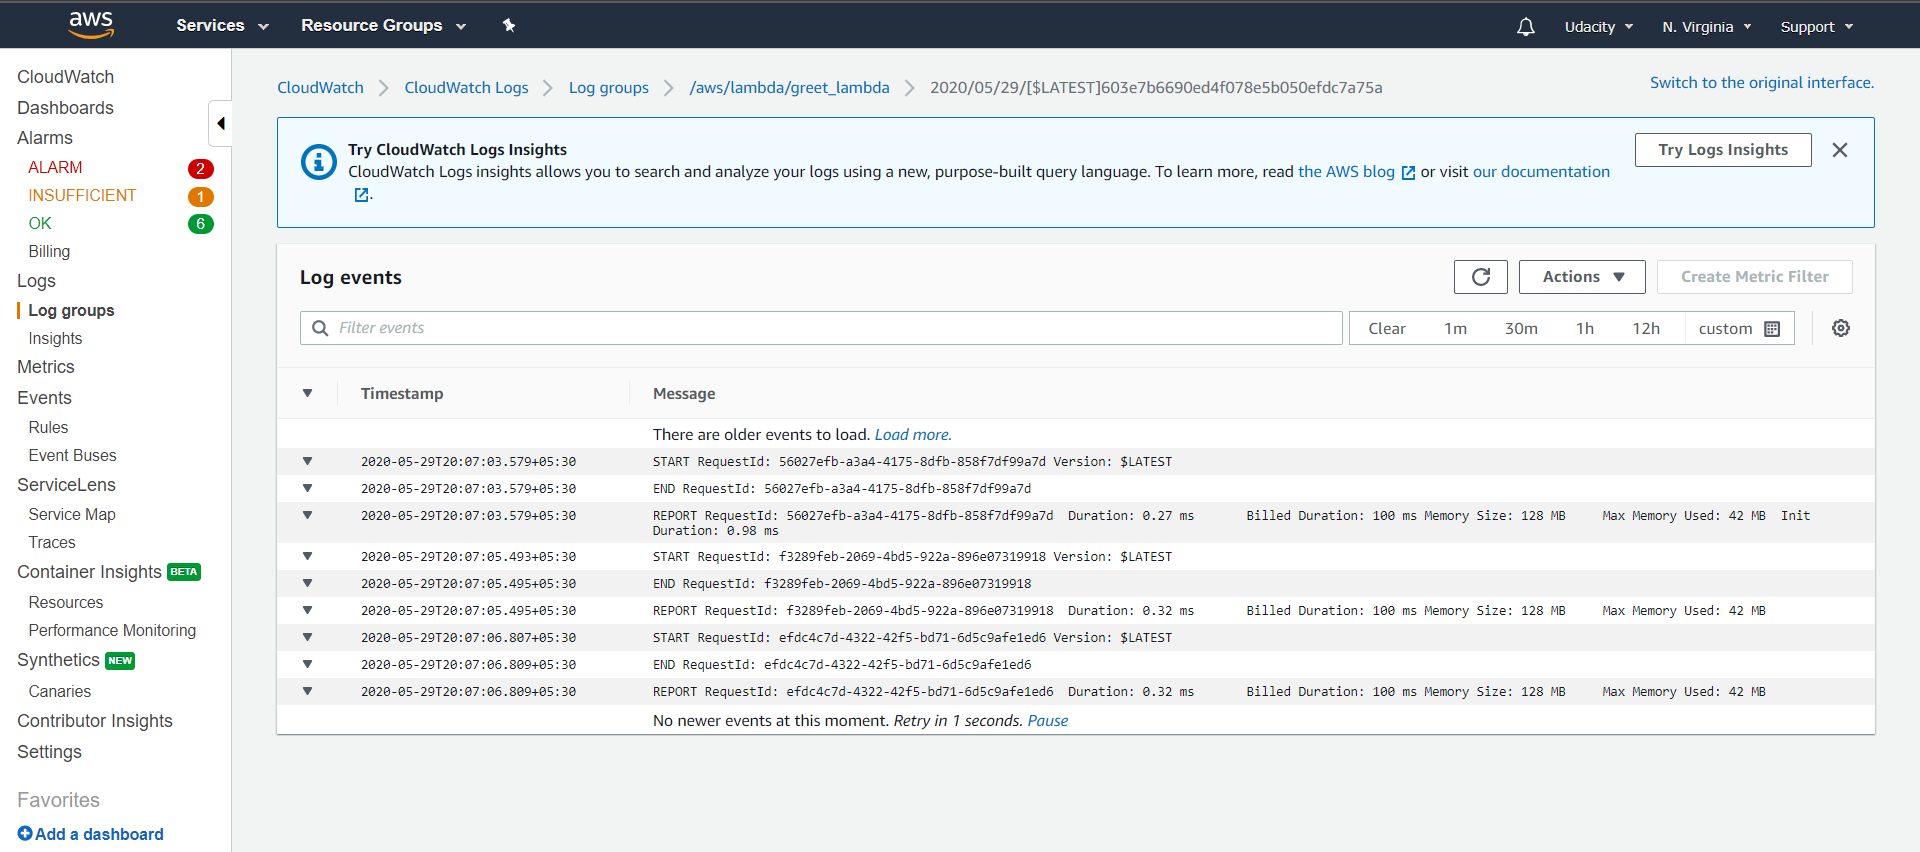 aws
Services
Resource Groups
Udacity
N. Virginia
Support
CloudWatch
Dashboards
Alarms
ALARM 2
INSUFFICIENT 1
OK 6
Billing
Logs
Log groups
Insights
Metrics
Events
Rules
Event Buses
ServiceLens
Service Map
Traces
Container Insights BETA
Resources
Performance Monitoring
Synthetics NEW
Canaries
Contributor Insights
Settings
Favorites
Add a dashboard
CloudWatch CloudWatch Logs Log groups /aws/lambda/greet_lambda 2020/05/29/[$LATEST]603e7b6690ed4f078e5b050efdc7a75a
Switch to the original interface.
Try CloudWatch Logs Insights
CloudWatch Logs insights allows you to search and analyze your logs using a new, purpose-built query language. To learn more, read the AWS blog or visit our documentation
.
Try Logs Insights
Log events
Actions
Create Metric Filter
Filter events
Clear 1m 30m 1h 12h custom
Timestamp Message
There are older events to load. Load more.
2020-05-29T20:07:03.579+05:30 START RequestId: 56027efb-a3a4-4175-8dfb-858f7df99a7d Version: $LATEST
2020-05-29T20:07:03.579+05:30 END RequestId: 56027efb-a3a4-4175-8dfb-858f7df99a7d
2020-05-29T20:07:03.579+05:30 REPORT RequestId: 56027efb-a3a4-4175-8dfb-858f7df99a7d Duration: 0.27 ms Billed Duration: 100 ms Memory Size: 128 MB Max Memory Used: 42 MB Init
Duration: 0.98 ms
2020-05-29T20:07:05.493+05:30 START RequestId: f3289feb-2069-4bd5-922a-896e07319918 Version: $LATEST
2020-05-29T20:07:05.495+05:30 END RequestId: f3289feb-2069-4bd5-922a-896e07319918
2020-05-29T20:07:05.495+05:30 REPORT RequestId: f3289feb-2069-4bd5-922a-896e07319918 Duration: 0.32 ms Billed Duration: 100 ms Memory Size: 128 MB Max Memory Used: 42 MB
2020-05-29T20:07:06.807+05:30 START RequestId: efdc4c7d-4322-42f5-bd71-6d5c9afe1ed6 Version: $LATEST
2020-05-29T20:07:06.809+05:30 END RequestId: efdc4c7d-4322-42f5-bd71-6d5c9afe1ed6
2020-05-29T20:07:06.809+05:30 REPORT RequestId: efdc4c7d-4322-42f5-bd71-6d5c9afe1ed6 Duration: 0.32 ms Billed Duration: 100 ms Memory Size: 128 MB Max Memory Used: 42 MB
No newer events at this moment. Retry in 1 seconds. Pause